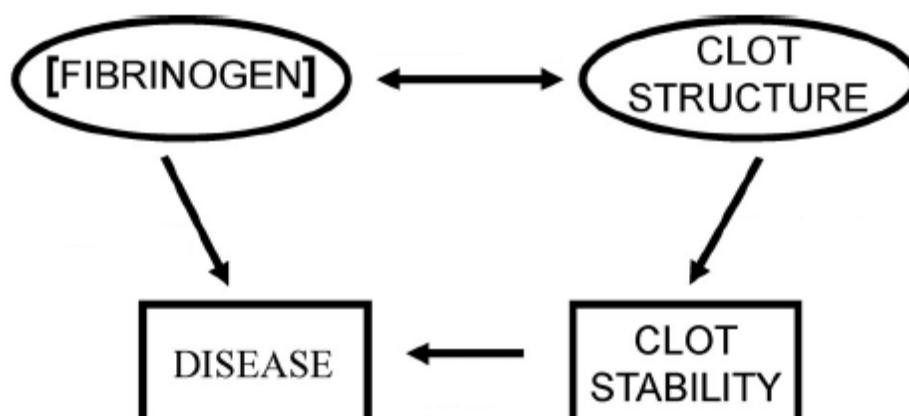 [FIBRINOGEN]
CLOT
STRUCTURE
DISEASE
CLOT
STABILITY